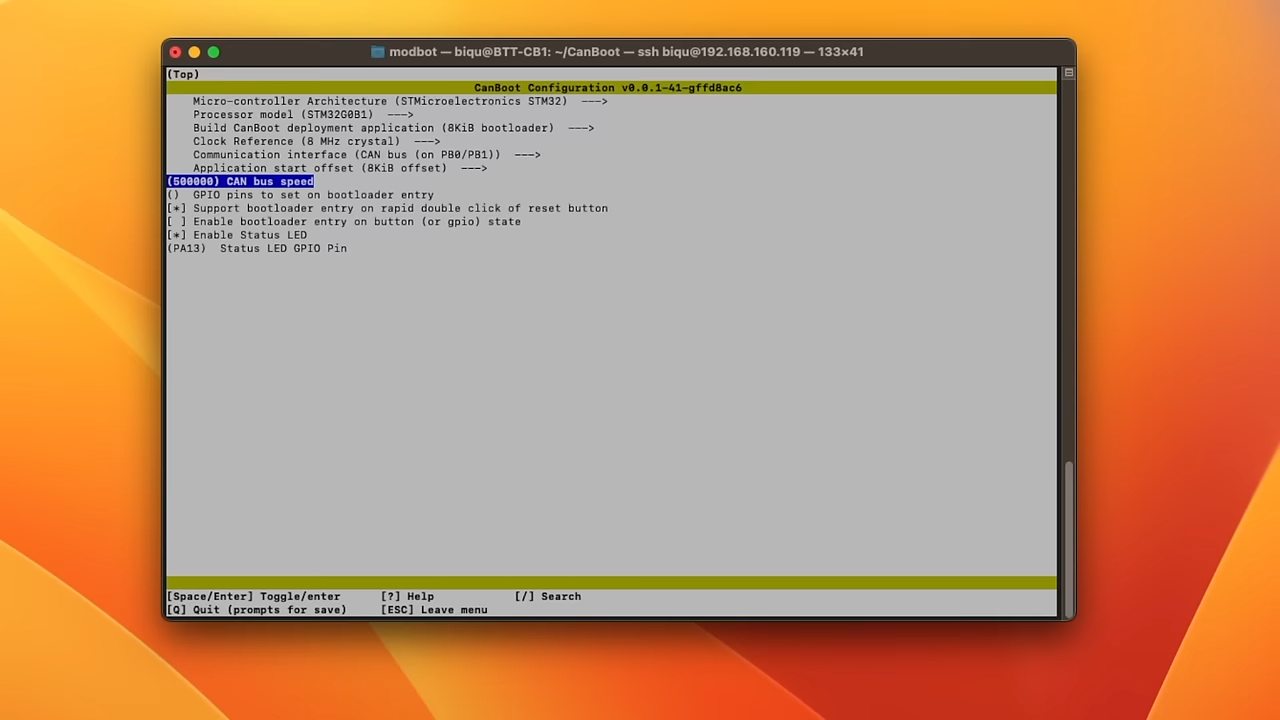 modbot — biqu@BTT-CB1: ~/CanBoot — ssh biqu@192.168.160.119 — 133×41
(Top)
CanBoot Configuration v0.0.1-41-gffd8ac6
Micro-controller Architecture (STMicroelectronics STM32)  --->
Processor model (STM32G0B1)  --->
Build CanBoot deployment application (8KiB bootloader)  --->
Clock Reference (8 MHz crystal)  --->
Communication interface (CAN bus (on PB0/PB1))  --->
Application start offset (8KiB offset)  --->
(500000) CAN bus speed
()  GPIO pins to set on bootloader entry
[*] Support bootloader entry on rapid double click of reset button
[ ] Enable bootloader entry on button (or gpio) state
[*] Enable Status LED
(PA13)  Status LED GPIO Pin
[Space/Enter] Toggle/enter [?] Help [/] Search
[Q] Quit (prompts for save) [ESC] Leave menu